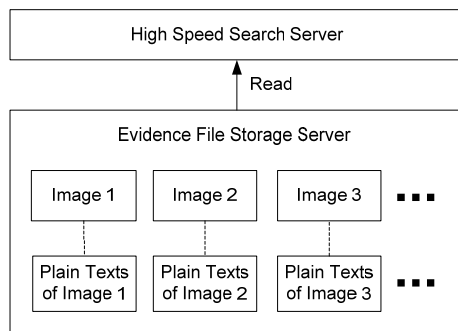 High Speed Search Server
Read
Evidence File Storage Server
Image 1
Image 2
Image 3
Plain Texts
of Image 1
Plain Texts
of Image 2
Plain Texts
of Image 3